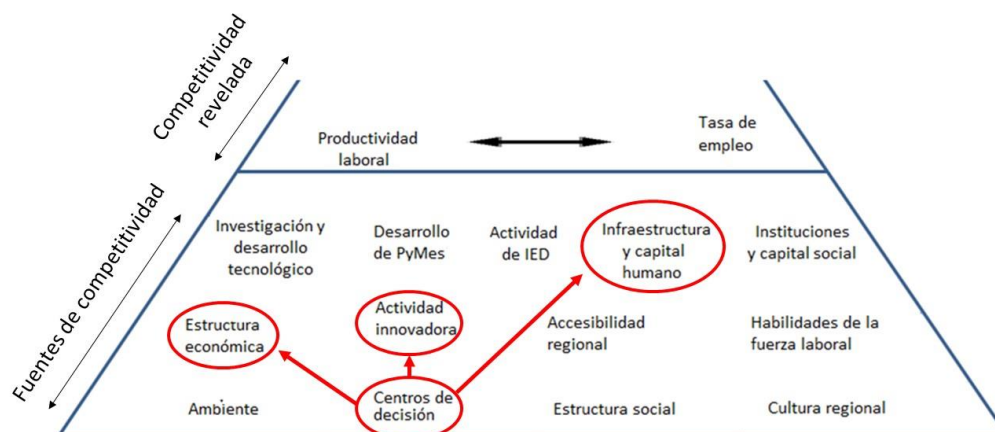 Competitividad
revelada
Productividad
laboral
Tasa de
empleo
Fuentes de competitividad
Investigación y
desarrollo
tecnológico
Desarrollo
de PyMes
Actividad
de IED
Infraestructura
y capital
humano
Instituciones
y capital social
Estructura
económica
Actividad
innovadora
Accesibilidad
regional
Habilidades de la
fuerza laboral
Ambiente
Centros de
decisión
Estructura social
Cultura regional